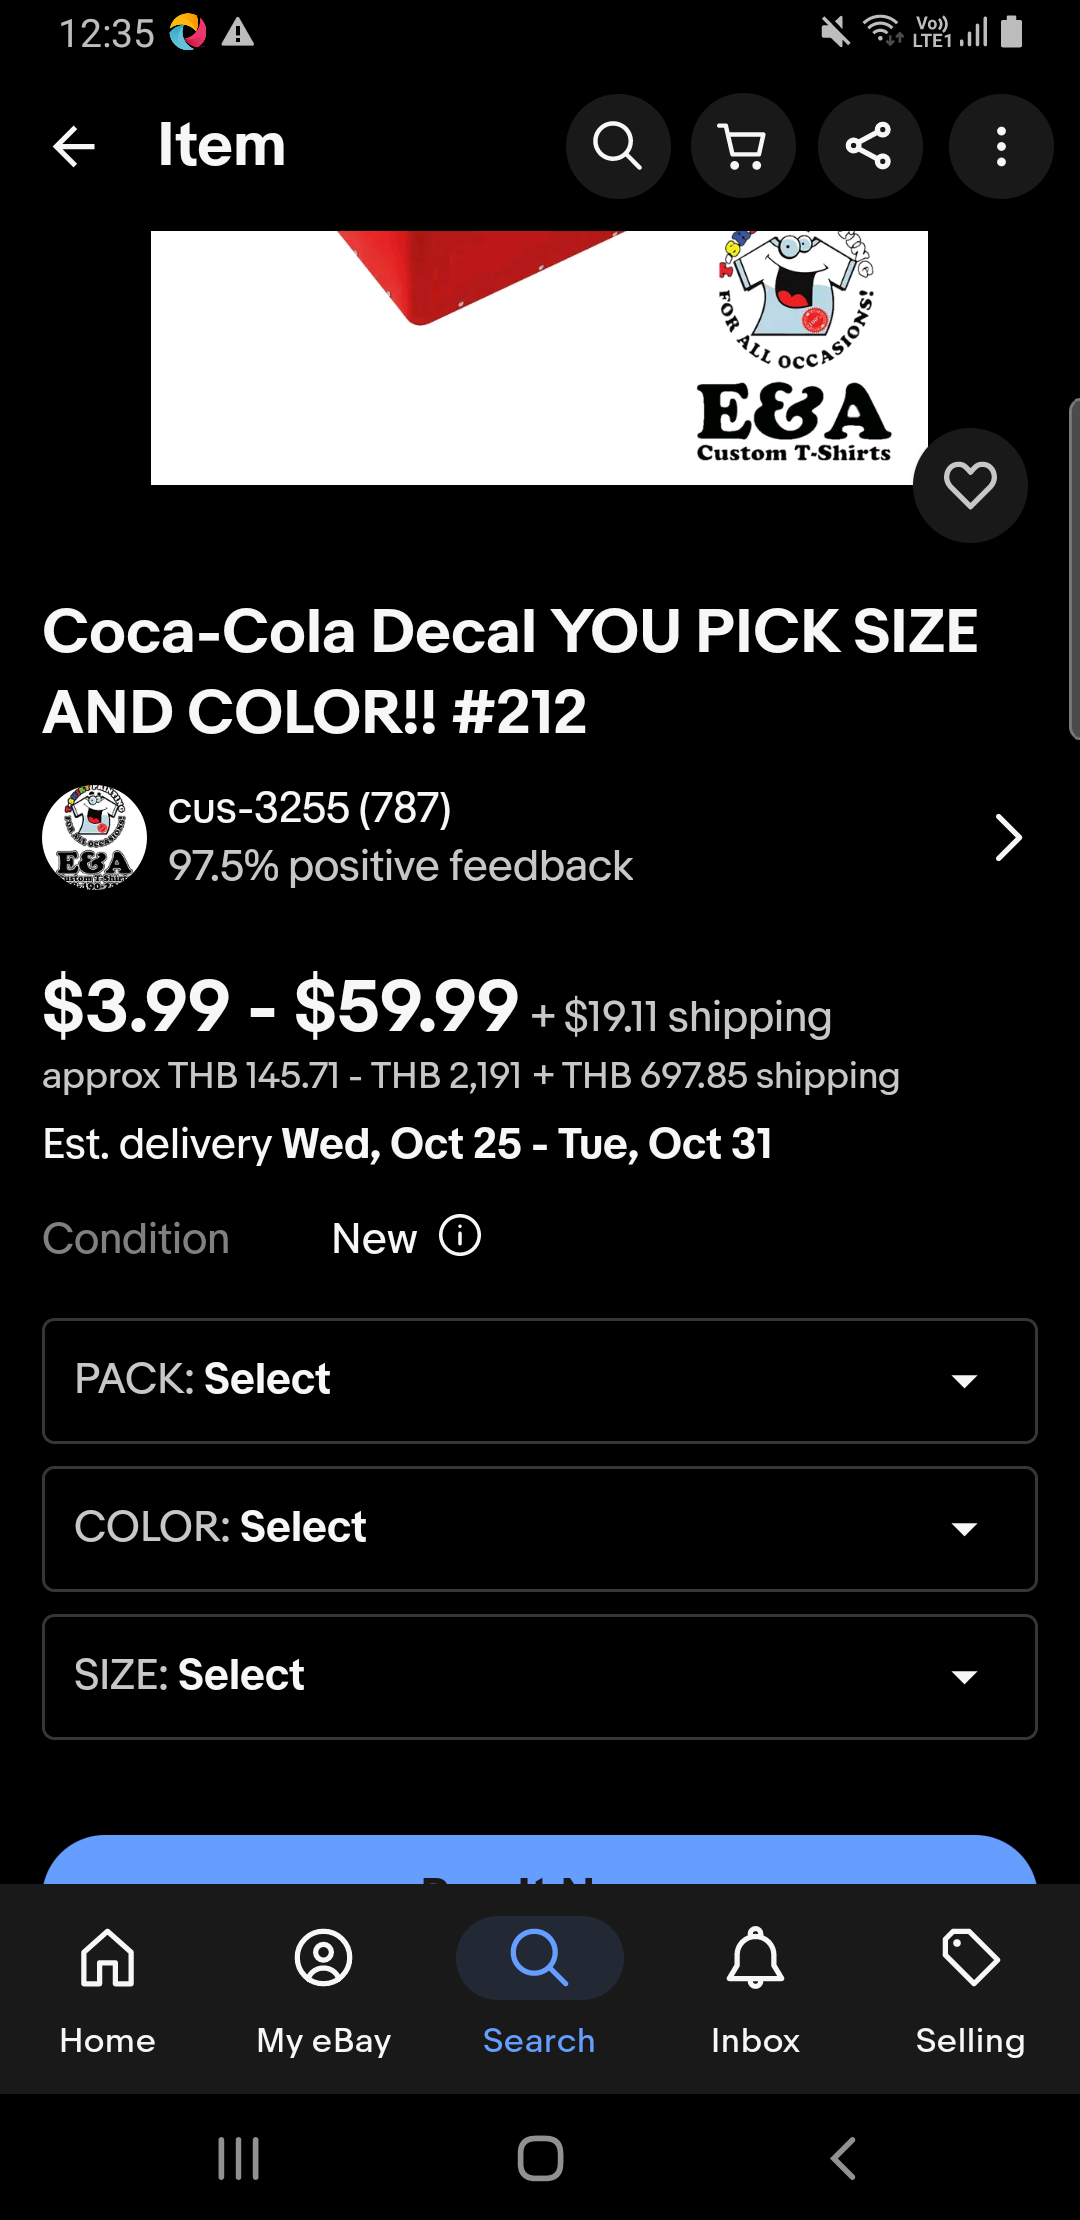 12:35
Vo))
LTE1
Item
FOR ALL OCCASIONS!
E&A
Custom T-Shirts
Coca-Cola Decal YOU PICK SIZE
AND COLOR!! #212
FOR ALL OCCASIONS!
E&A
cus-3255 (787)
97.5% positive feedback
$3.99 - $59.99 + $19.11 shipping
approx THB 145.71 - THB 2,191 + THB 697.85 shipping
Est. delivery Wed, Oct 25 - Tue, Oct 31
Condition New
PACK: Select
COLOR: Select
SIZE: Select
Home
My eBay
Search
Inbox
Selling